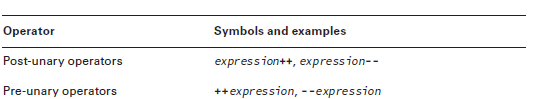 Operator Symbols and examples
Post-unary operators expression++, expression--
Pre-unary operators ++expression, --expression